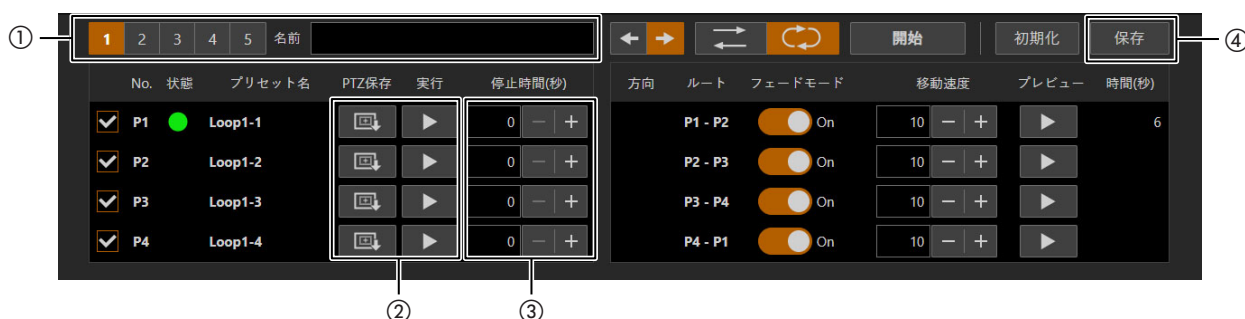 ① 1 2 3 4 5 名前 開始 初期化 保存 ④
No. 状態 プリセット名 PTZ保存 実行 停止時間(秒) 方向 ルート フェードモード 移動速度 プレビュー 時間(秒)
P1 Loop1-1 0 − + P1 - P2 On 10 − + 6
P2 Loop1-2 0 − + P2 - P3 On 10 − +
P3 Loop1-3 0 − + P3 - P4 On 10 − +
P4 Loop1-4 0 − + P4 - P1 On 10 − +
② ③